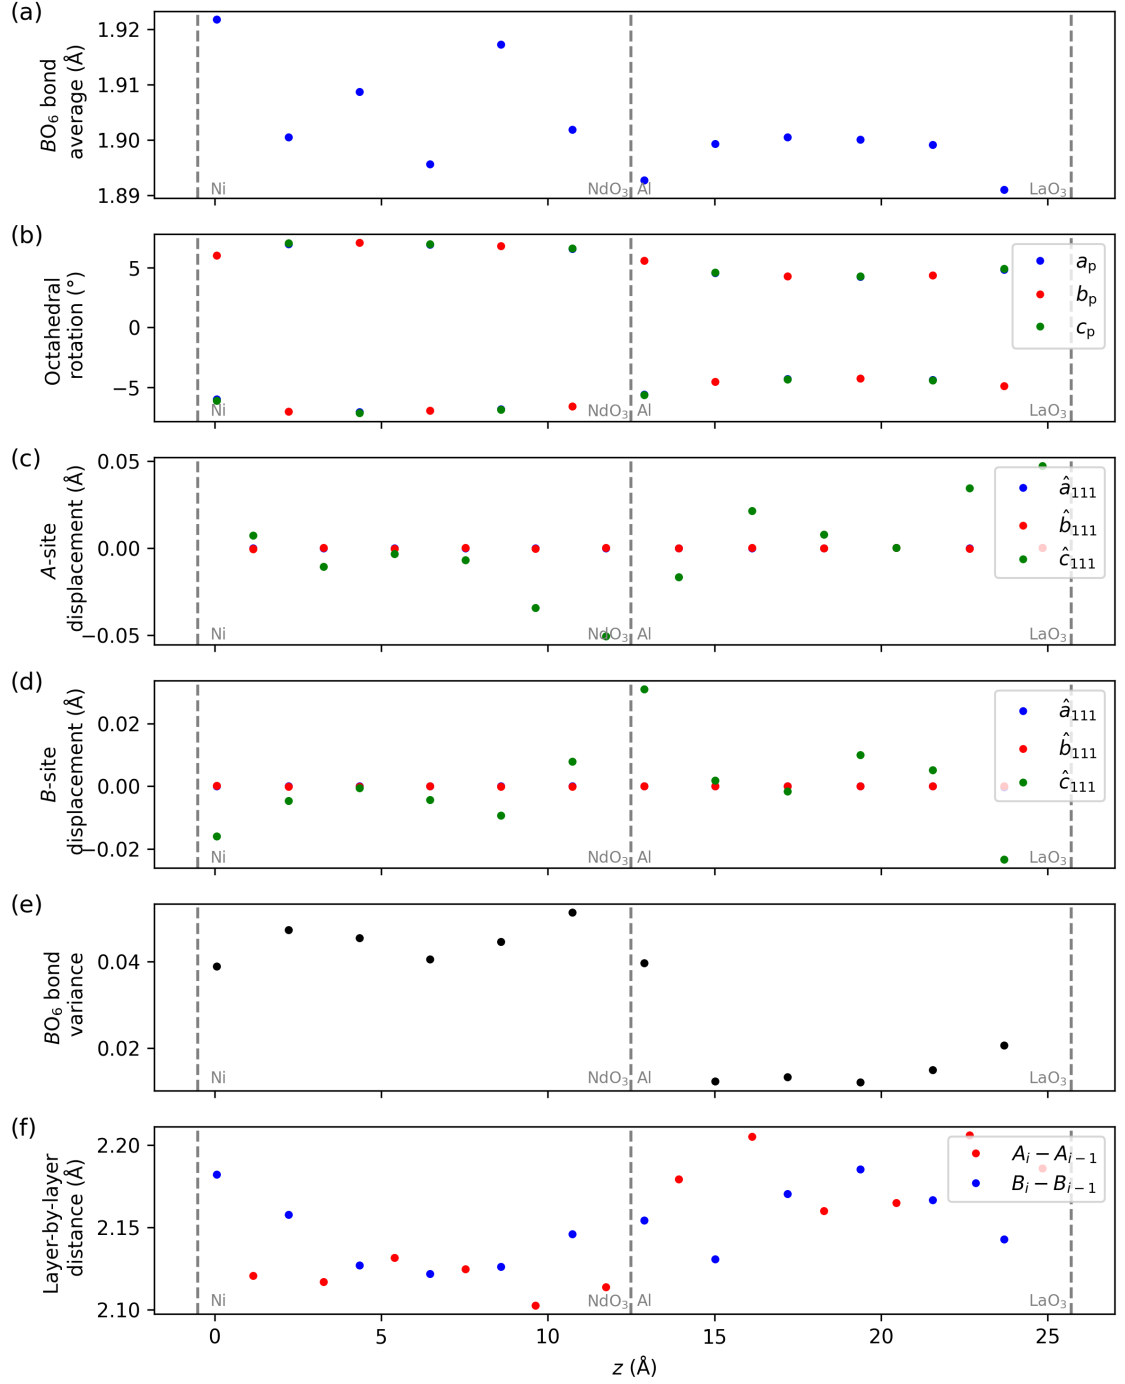 (a)
BO₆ bond
average (Å)
1.92
1.91
1.90
1.89
Ni
NdO₃
Al
LaO₃
(b)
Octahedral
rotation (°)
5
0
−5
Ni
NdO₃
Al
LaO₃
aₚ
bₚ
cₚ
(c)
A-site
displacement (Å)
0.05
0.00
−0.05
Ni
NdO₃
Al
LaO₃
â₁₁₁
b̂₁₁₁
ĉ₁₁₁
(d)
B-site
displacement (Å)
0.02
0.00
−0.02
Ni
NdO₃
Al
LaO₃
â₁₁₁
b̂₁₁₁
ĉ₁₁₁
(e)
BO₆ bond
variance
0.04
0.02
Ni
NdO₃
Al
LaO₃
(f)
Layer-by-layer
distance (Å)
2.20
2.15
2.10
Ni
NdO₃
Al
LaO₃
Aᵢ − Aᵢ₋₁
Bᵢ − Bᵢ₋₁
0
5
10
15
20
25
z (Å)